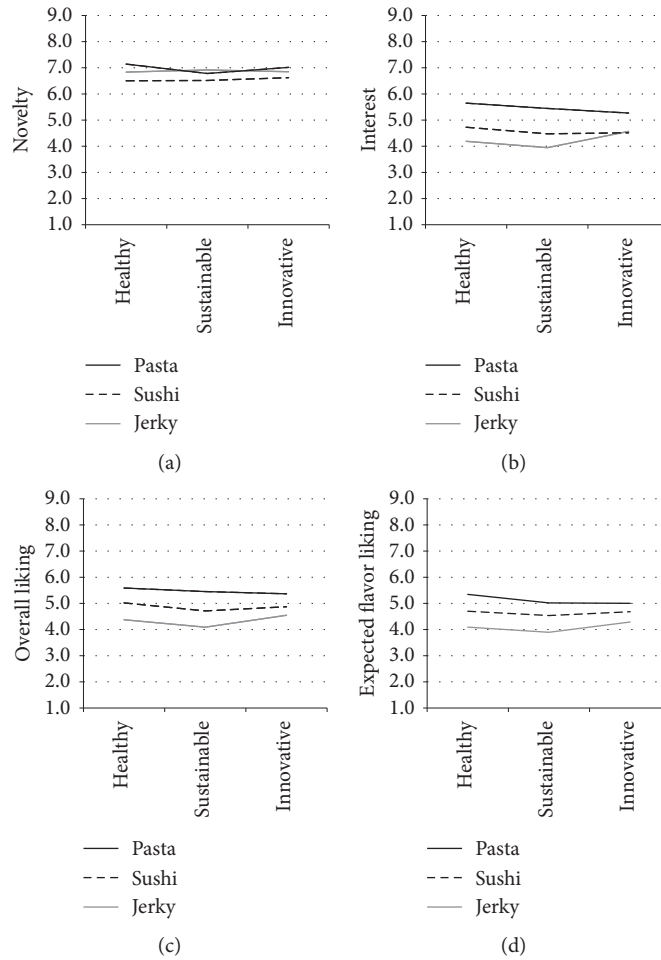 9.0
8.0
7.0
6.0
5.0
4.0
3.0
2.0
1.0
Novelty
Healthy
Sustainable
Innovative
Pasta
Sushi
Jerky
(a)
9.0
8.0
7.0
6.0
5.0
4.0
3.0
2.0
1.0
Interest
Healthy
Sustainable
Innovative
Pasta
Sushi
Jerky
(b)
9.0
8.0
7.0
6.0
5.0
4.0
3.0
2.0
1.0
Overall liking
Healthy
Sustainable
Innovative
Pasta
Sushi
Jerky
(c)
9.0
8.0
7.0
6.0
5.0
4.0
3.0
2.0
1.0
Expected flavor liking
Healthy
Sustainable
Innovative
Pasta
Sushi
Jerky
(d)